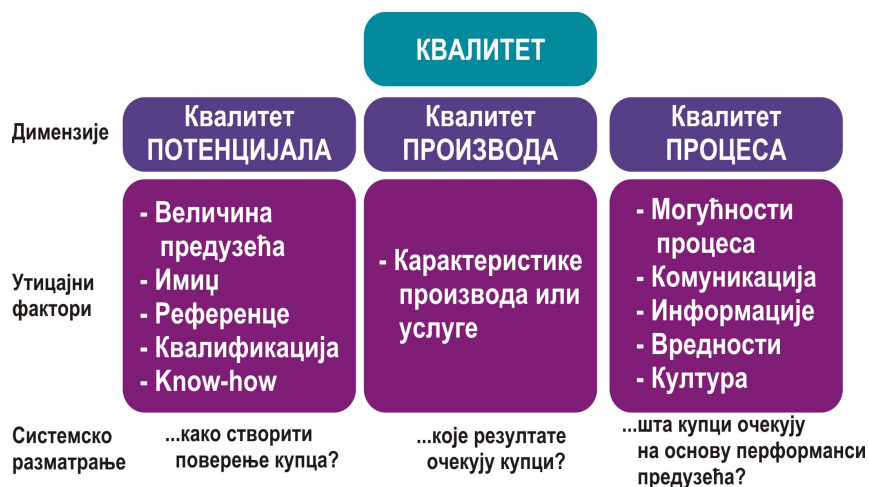 КВАЛИТЕТ
Димензије
Квалитет
ПОТЕНЦИЈАЛА
Квалитет
ПРОИЗВОДА
Квалитет
ПРОЦЕСА
Утицајни
фактори
- Величина
предузећа
- Имиџ
- Референце
- Квалификација
- Know-how
- Карактеристике
производа или
услуге
- Могућности
процеса
- Комуникација
- Информације
- Вредности
- Култура
Системско
разматрање
...како створити
поверење купца?
...које резултате
очекују купци?
...шта купци очекују
на основу перформанси
предузећа?